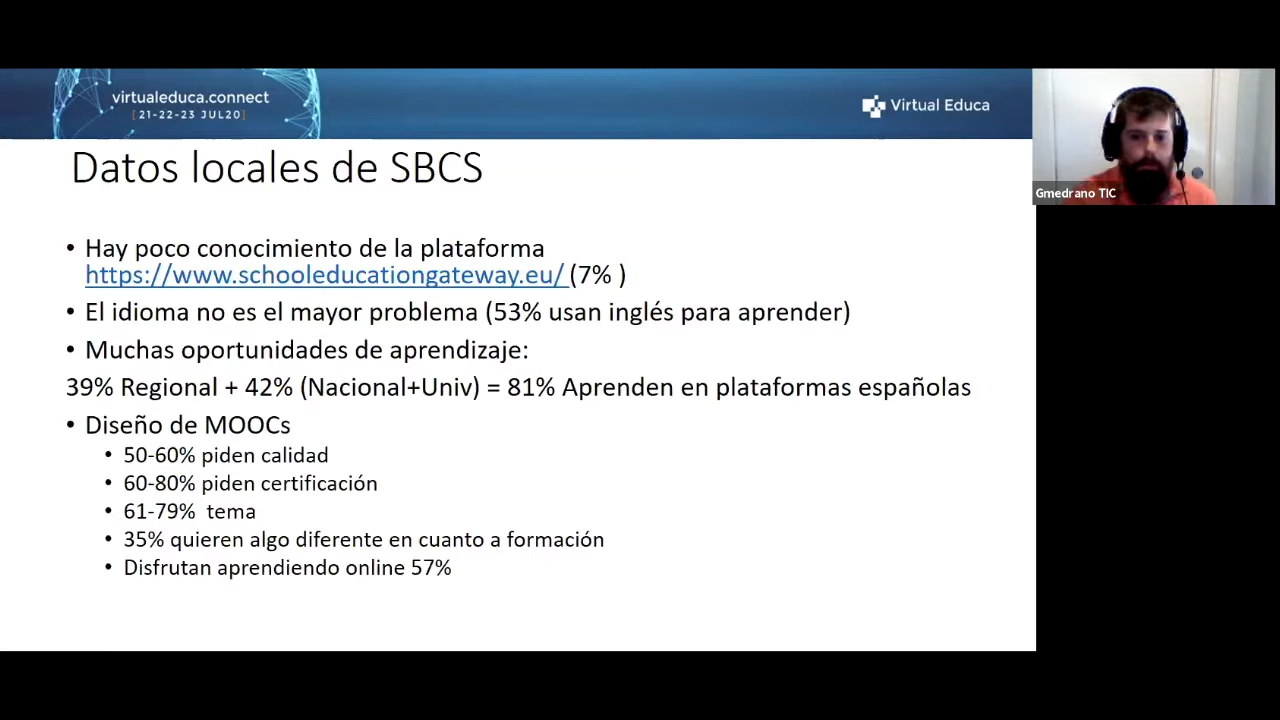 virtualeduca.connect
[21-22-23 JUL20]
Virtual Educa
Datos locales de SBCS
Gmedrano TIC
• Hay poco conocimiento de la plataforma
https://www.schooleducationgateway.eu/ (7% )
• El idioma no es el mayor problema (53% usan inglés para aprender)
• Muchas oportunidades de aprendizaje:
39% Regional + 42% (Nacional+Univ) = 81% Aprenden en plataformas españolas
• Diseño de MOOCs
• 50-60% piden calidad
• 60-80% piden certificación
• 61-79% tema
• 35% quieren algo diferente en cuanto a formación
• Disfrutan aprendiendo online 57%